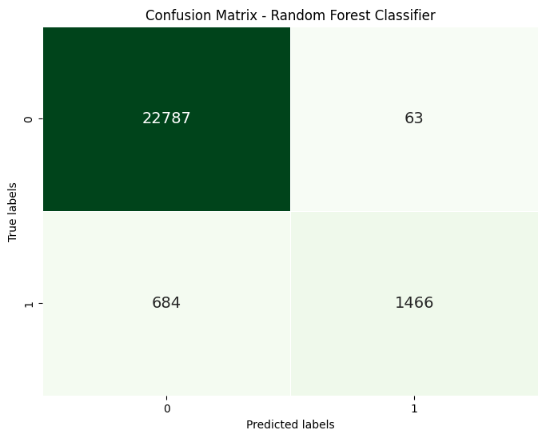 Confusion Matrix - Random Forest Classifier
True labels
0
22787 63
1
684 1466
0 1
Predicted labels